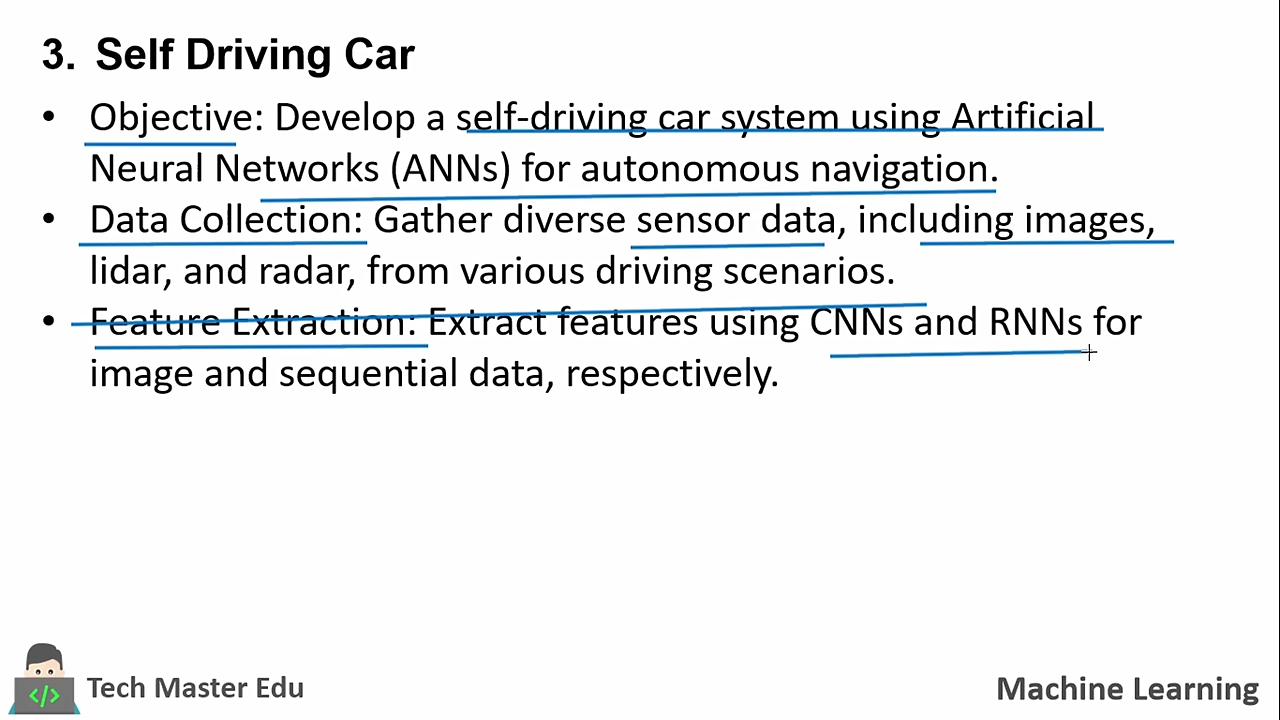 3. Self Driving Car
• Objective: Develop a self-driving car system using Artificial
Neural Networks (ANNs) for autonomous navigation.
• Data Collection: Gather diverse sensor data, including images,
lidar, and radar, from various driving scenarios.
• Feature Extraction: Extract features using CNNs and RNNs for
image and sequential data, respectively.
</>
Tech Master Edu
Machine Learning